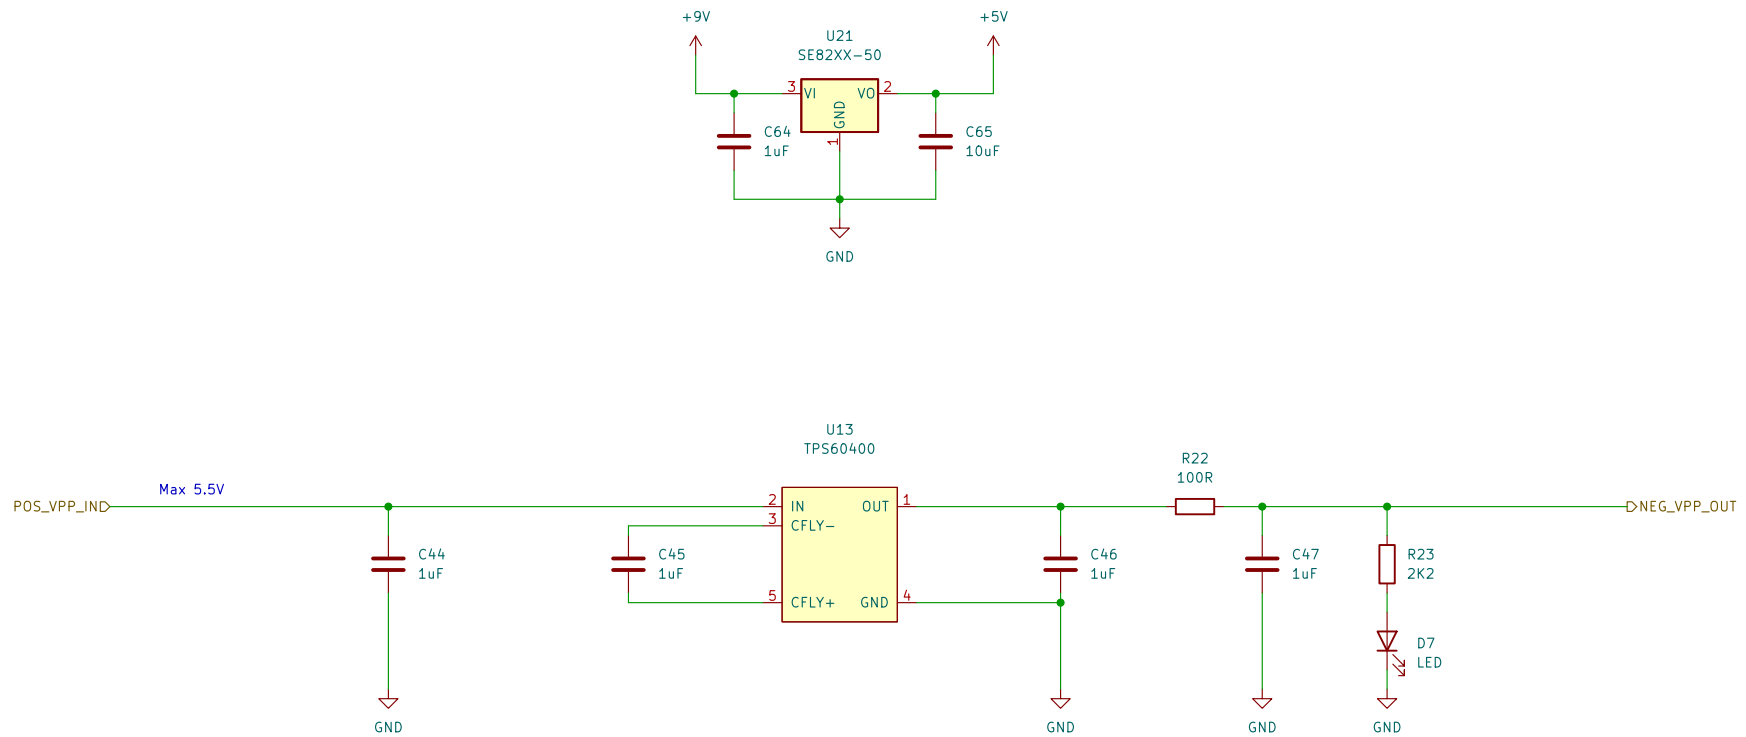 +9V
+5V
U21
SE82XX-50
3
VI
VO
2
GND
1
C64
1uF
C65
10uF
GND
U13
TPS60400
R22
100R
Max 5.5V
POS_VPP_IN
2
IN
OUT
1
NEG_VPP_OUT
3
CFLY-
C44
1uF
C45
1uF
C46
1uF
C47
1uF
R23
2K2
5
CFLY+
GND
4
D7
LED
GND
GND
GND
GND